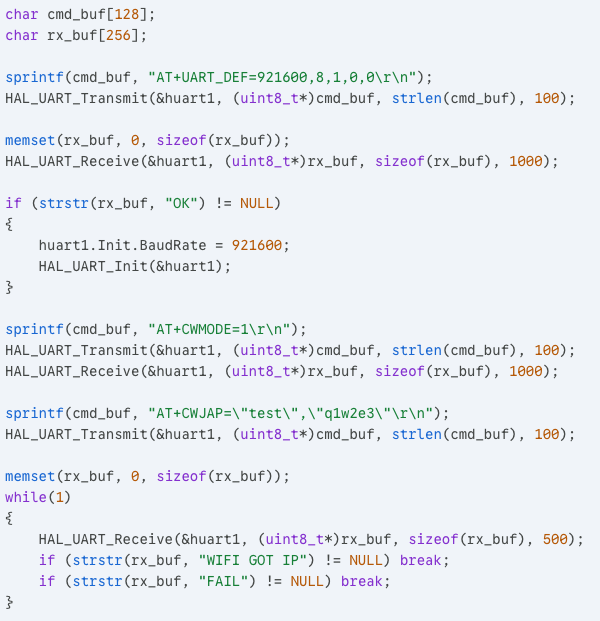 char cmd_buf[128];
char rx_buf[256];

sprintf(cmd_buf, "AT+UART_DEF=921600,8,1,0,0\r\n");
HAL_UART_Transmit(&huart1, (uint8_t*)cmd_buf, strlen(cmd_buf), 100);

memset(rx_buf, 0, sizeof(rx_buf));
HAL_UART_Receive(&huart1, (uint8_t*)rx_buf, sizeof(rx_buf), 1000);

if (strstr(rx_buf, "OK") != NULL)
{
    huart1.Init.BaudRate = 921600;
    HAL_UART_Init(&huart1);
}

sprintf(cmd_buf, "AT+CWMODE=1\r\n");
HAL_UART_Transmit(&huart1, (uint8_t*)cmd_buf, strlen(cmd_buf), 100);
HAL_UART_Receive(&huart1, (uint8_t*)rx_buf, sizeof(rx_buf), 1000);

sprintf(cmd_buf, "AT+CWJAP=\"test\",\"q1w2e3\"\r\n");
HAL_UART_Transmit(&huart1, (uint8_t*)cmd_buf, strlen(cmd_buf), 100);

memset(rx_buf, 0, sizeof(rx_buf));
while(1)
{
    HAL_UART_Receive(&huart1, (uint8_t*)rx_buf, sizeof(rx_buf), 500);
    if (strstr(rx_buf, "WIFI GOT IP") != NULL) break;
    if (strstr(rx_buf, "FAIL") != NULL) break;
}